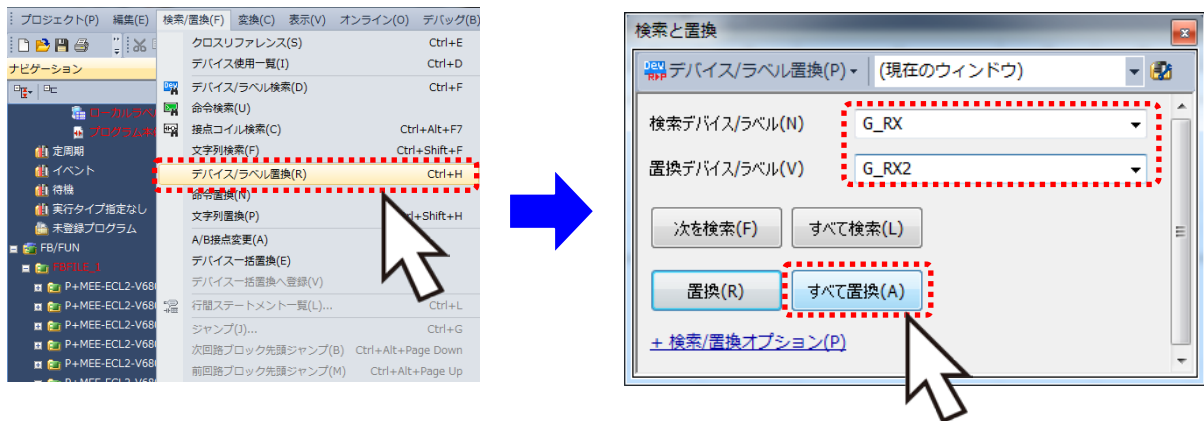 プロジェクト(P) 編集(E) 検索/置換(F) 変換(C) 表示(V) オンライン(O) デバッグ(B)
ナビゲーション
定周期
イベント
待機
実行タイプ指定なし
未登録プログラム
FB/FUN
FBFILE_1
P+MEE-ECL2-V68
P+MEE-ECL2-V68
P+MEE-ECL2-V68
P+MEE-ECL2-V68
P+MEE-ECL2-V68
P+MEE-ECL2-V68
クロスリファレンス(S) Ctrl+E
デバイス使用一覧(I) Ctrl+D
デバイス/ラベル検索(D) Ctrl+F
命令検索(U)
接点コイル検索(C) Ctrl+Alt+F7
文字列検索(F) Ctrl+Shift+F
デバイス/ラベル置換(R) Ctrl+H
命令置換(N)
文字列置換(P) Ctrl+Shift+H
A/B接点変更(A)
デバイス一括置換(E)
デバイス一括置換へ登録(V)
行間ステートメント一覧(L)... Ctrl+L
ジャンプ(J)... Ctrl+G
次回路ブロック先頭ジャンプ(B) Ctrl+Alt+Page Down
前回路ブロック先頭ジャンプ(M) Ctrl+Alt+Page Up
検索と置換
デバイス/ラベル置換(P) (現在のウィンドウ)
検索デバイス/ラベル(N) G_RX
置換デバイス/ラベル(V) G_RX2
次を検索(F) すべて検索(L)
置換(R) すべて置換(A)
+ 検索/置換オプション(P)